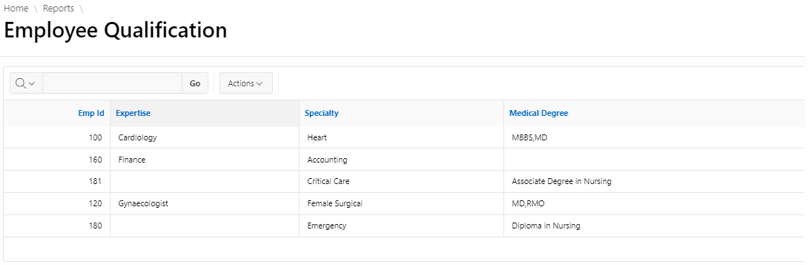 Home \ Reports \
Employee Qualification
Go Actions
Emp Id Expertise Specialty Medical Degree
100 Cardiology Heart MBBS,MD
160 Finance Accounting
181 Critical Care Associate Degree in Nursing
120 Gynaecologist Female Surgical MD,RMO
180 Emergency Diploma in Nursing